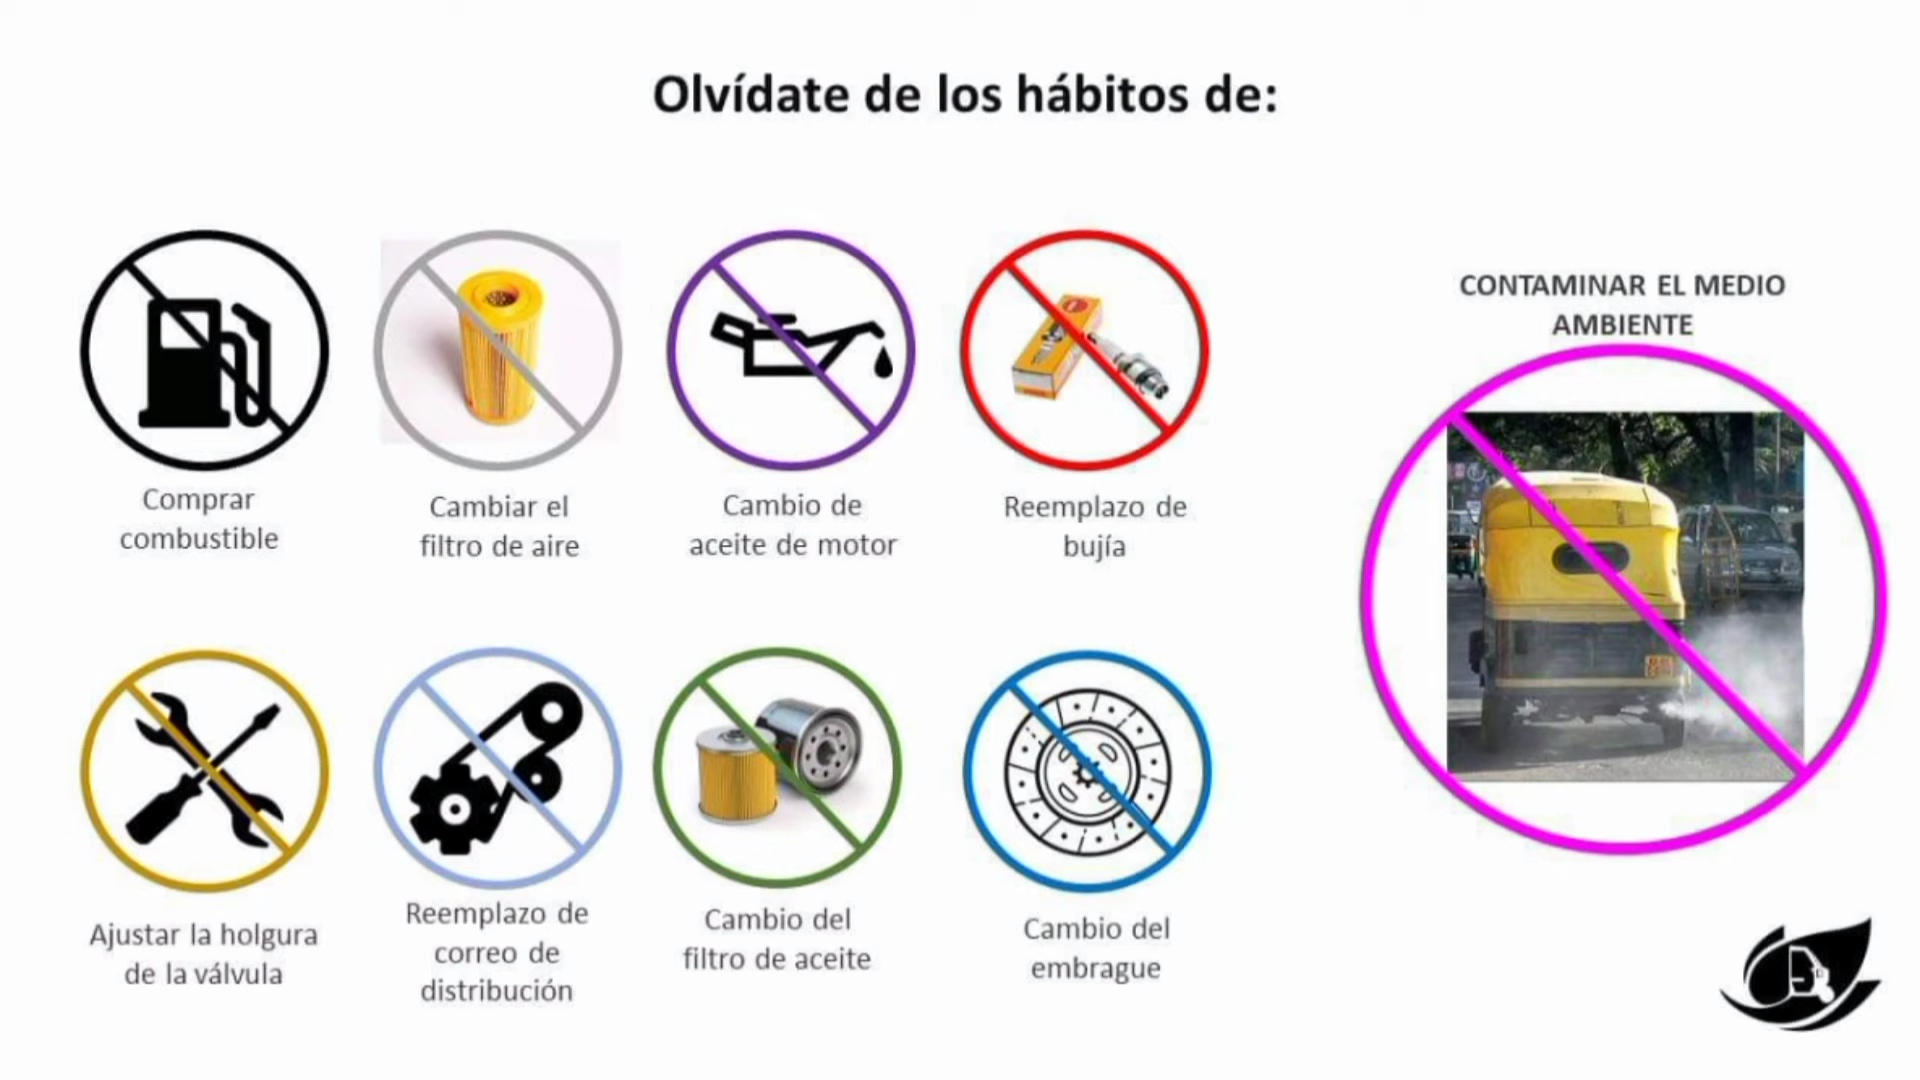 Olvídate de los hábitos de:
Comprar
combustible
Cambiar el
filtro de aire
Cambio de
aceite de motor
Reemplazo de
bujía
CONTAMINAR EL MEDIO
AMBIENTE
Ajustar la holgura
de la válvula
Reemplazo de
correo de
distribución
Cambio del
filtro de aceite
Cambio del
embrague